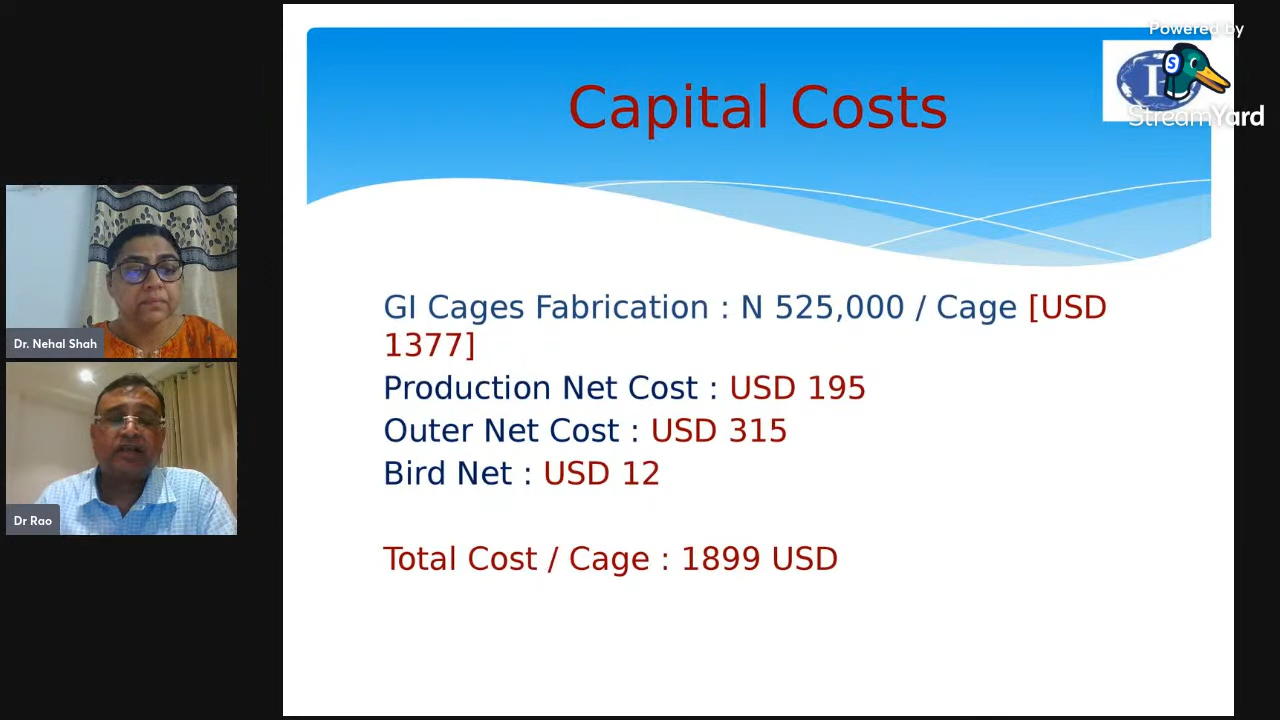 Powered by
StreamYard
Capital Costs
GI Cages Fabrication : N 525,000 / Cage [USD
1377]
Production Net Cost : USD 195
Outer Net Cost : USD 315
Bird Net : USD 12
Total Cost / Cage : 1899 USD
Dr. Nehal Shah
Dr Rao